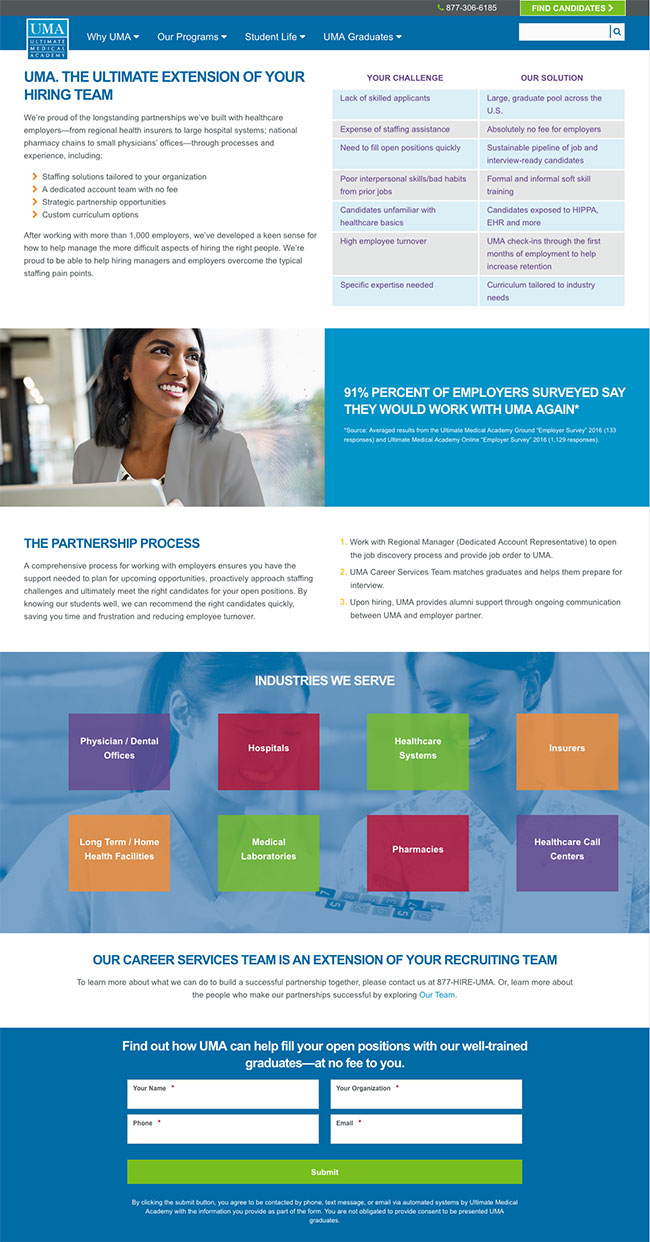 877-306-6185
FIND CANDIDATES
UMA
ULTIMATE
MEDICAL
ACADEMY
Why UMA
Our Programs
Student Life
UMA Graduates
UMA. THE ULTIMATE EXTENSION OF YOUR
HIRING TEAM
We're proud of the longstanding partnerships we've built with healthcare
employers—from regional health insurers to large hospital systems; national
pharmacy chains to small physicians' offices—through processes and
experience, including:
Staffing solutions tailored to your organization
A dedicated account team with no fee
Strategic partnership opportunities
Custom curriculum options
After working with more than 1,000 employers, we've developed a keen sense for
how to help manage the more difficult aspects of hiring the right people. We're
proud to be able to help hiring managers and employers overcome the typical
staffing pain points.
YOUR CHALLENGE OUR SOLUTION
Lack of skilled applicants
Large, graduate pool across the
U.S.
Expense of staffing assistance
Absolutely no fee for employers
Need to fill open positions quickly
Sustainable pipeline of job and
interview-ready candidates
Poor interpersonal skills/bad habits
from prior jobs
Formal and informal soft skill
training
Candidates unfamiliar with
healthcare basics
Candidates exposed to HIPPA,
EHR and more
High employee turnover
UMA check-ins through the first
months of employment to help
increase retention
Specific expertise needed
Curriculum tailored to industry
needs
91% PERCENT OF EMPLOYERS SURVEYED SAY
THEY WOULD WORK WITH UMA AGAIN*
*Source: Averaged results from the Ultimate Medical Academy Ground "Employer Survey" 2016 (133
responses) and Ultimate Medical Academy Online "Employer Survey" 2016 (1,129 responses).
THE PARTNERSHIP PROCESS
A comprehensive process for working with employers ensures you have the
support needed to plan for upcoming opportunities, proactively approach staffing
challenges and ultimately meet the right candidates for your open positions. By
knowing our students well, we can recommend the right candidates quickly,
saving you time and frustration and reducing employee turnover.
1. Work with Regional Manager (Dedicated Account Representative) to open
the job discovery process and provide job order to UMA.
2. UMA Career Services Team matches graduates and helps them prepare for
interview.
3. Upon hiring, UMA provides alumni support through ongoing communication
between UMA and employer partner.
INDUSTRIES WE SERVE
Physician / Dental
Offices
Hospitals
Healthcare
Systems
Insurers
Long Term / Home
Health Facilities
Medical
Laboratories
Pharmacies
Healthcare Call
Centers
OUR CAREER SERVICES TEAM IS AN EXTENSION OF YOUR RECRUITING TEAM
To learn more about what we can do to build a successful partnership together, please contact us at 877-HIRE-UMA. Or, learn more about
the people who make our partnerships successful by exploring Our Team.
Find out how UMA can help fill your open positions with our well-trained
graduates—at no fee to you.
Your Name *
Your Organization *
Phone *
Email *
Submit
By clicking the submit button, you agree to be contacted by phone, text message, or email via automated systems by Ultimate Medical
Academy with the information you provide as part of the form. You are not obligated to provide consent to be presented UMA
graduates.